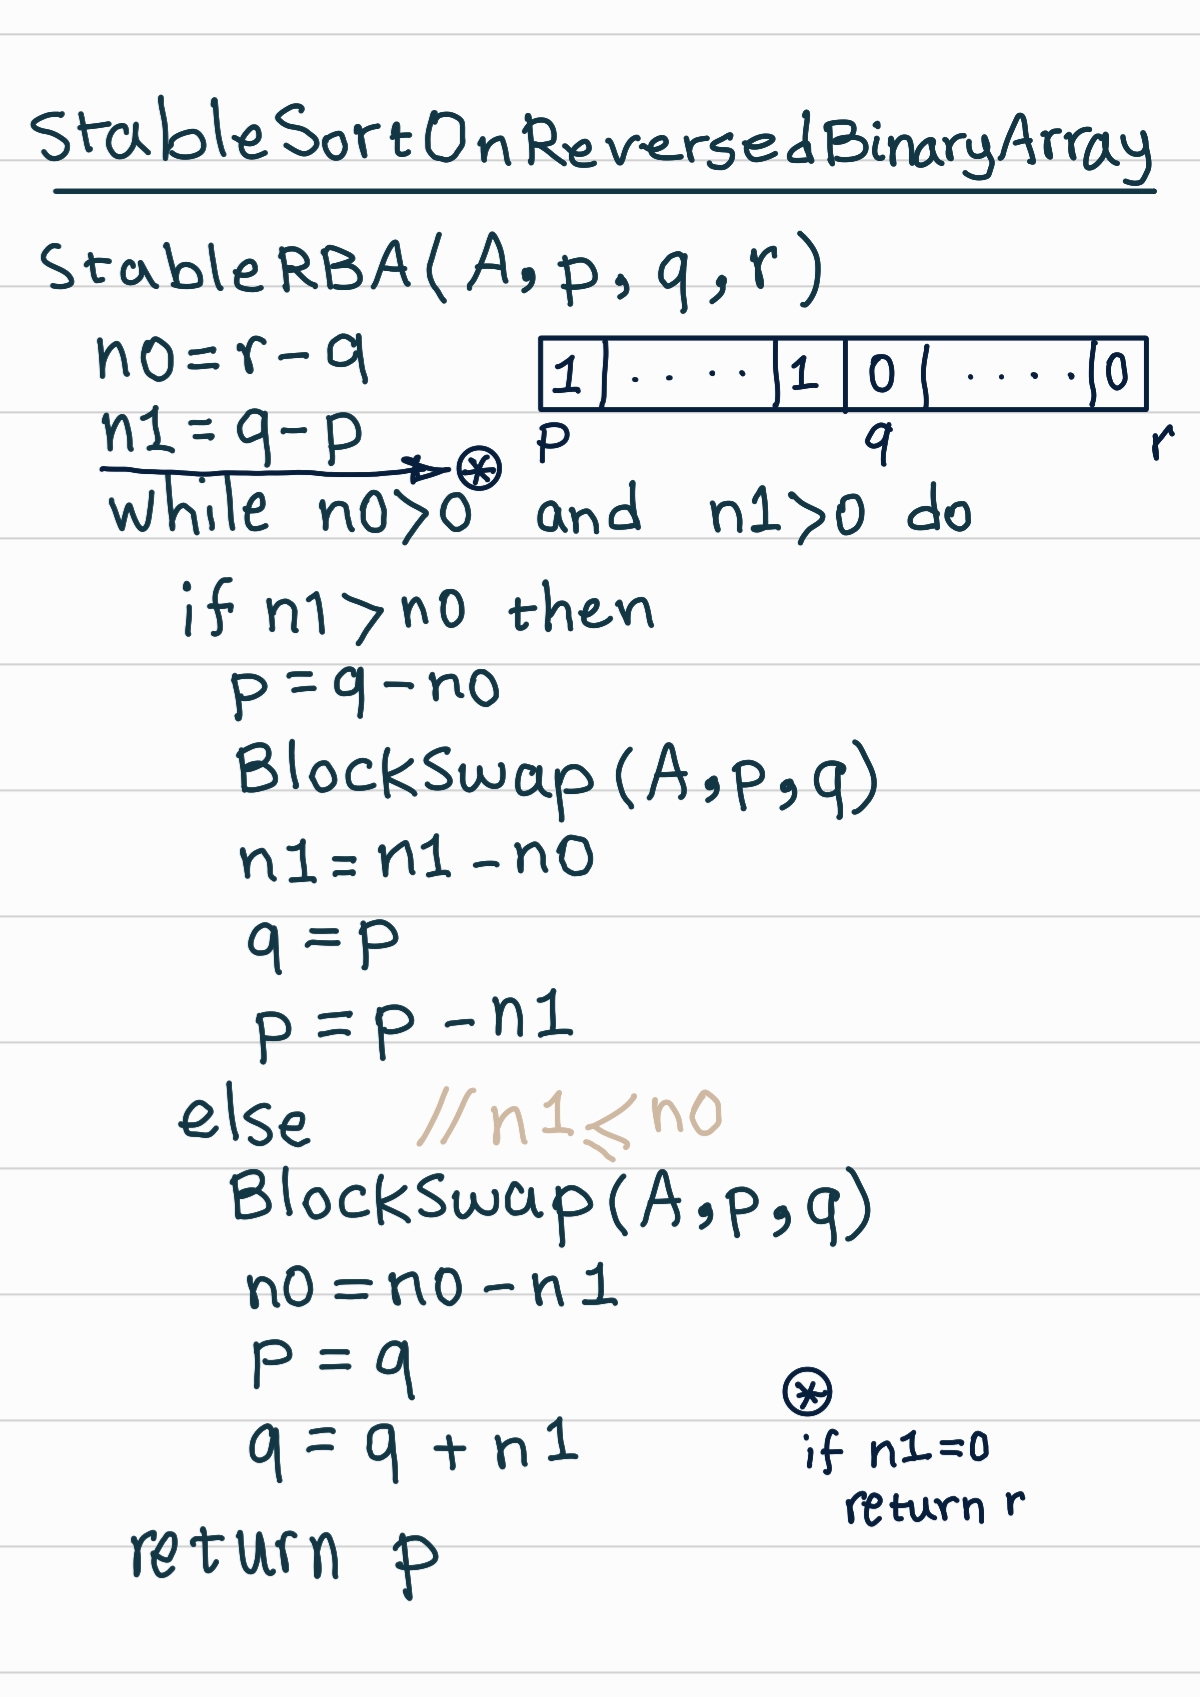 StableSortOnReversedBinaryArray
StableRBA(A, p, q, r)
n0 = r - q
1 . . . . 1 0 . . . . 0
n1 = q - p
p q r
⊛
while n0 > 0 and n1 > 0 do
if n1 > n0 then
p = q - n0
BlockSwap(A, p, q)
n1 = n1 - n0
q = p
p = p - n1
else // n1 ≤ n0
BlockSwap(A, p, q)
n0 = n0 - n1
p = q
q = q + n1
⊛
if n1 = 0
return r
return p